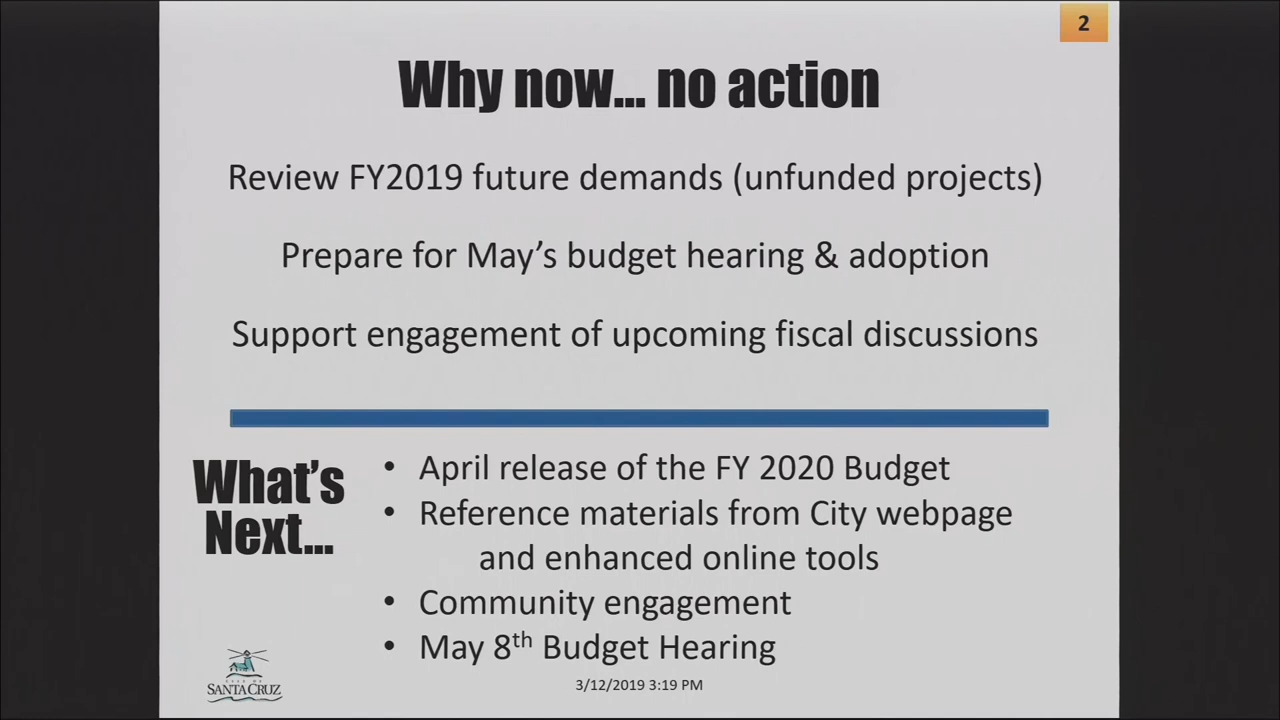 2
Why now... no action
Review FY2019 future demands (unfunded projects)
Prepare for May’s budget hearing & adoption
Support engagement of upcoming fiscal discussions
What’s
Next...
• April release of the FY 2020 Budget
• Reference materials from City webpage
and enhanced online tools
• Community engagement
• May 8th Budget Hearing
CITY OF
SANTA CRUZ
3/12/2019 3:19 PM